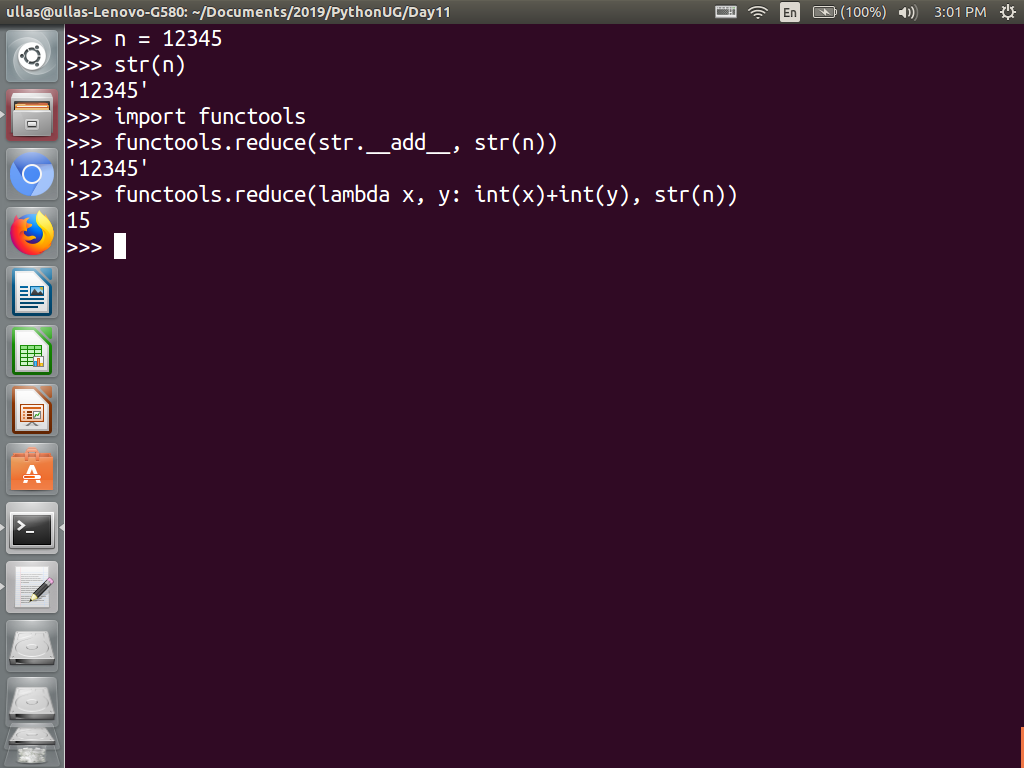 ullas@ullas-Lenovo-G580: ~/Documents/2019/PythonUG/Day11 En (100%) 3:01 PM
>>> n = 12345
>>> str(n)
'12345'
>>> import functools
>>> functools.reduce(str.__add__, str(n))
'12345'
>>> functools.reduce(lambda x, y: int(x)+int(y), str(n))
15
>>>